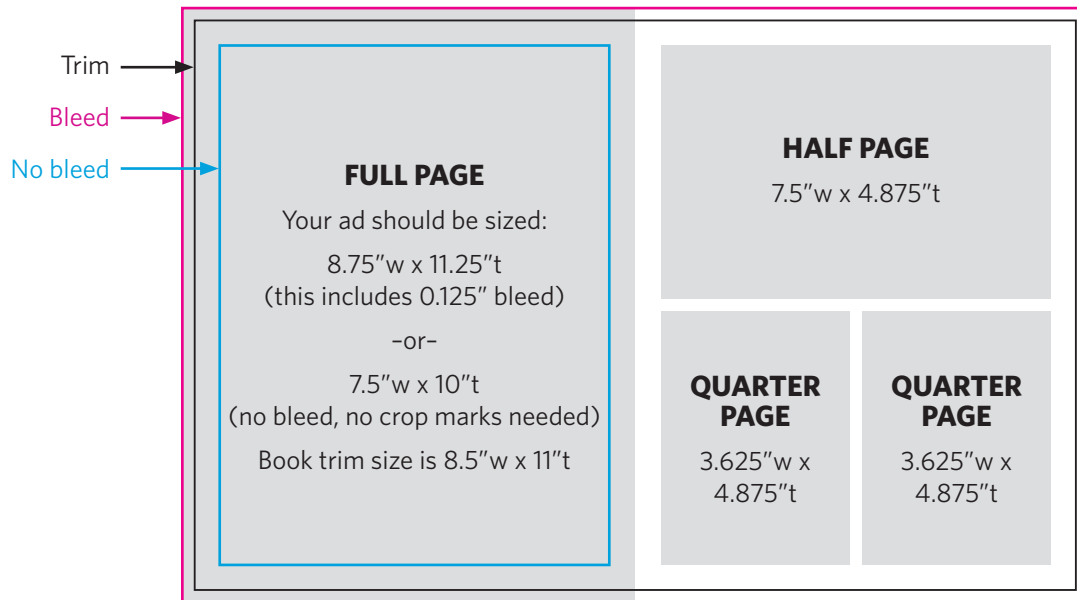 Trim
Bleed
No bleed
FULL PAGE
Your ad should be sized:
8.75”w x 11.25”t
(this includes 0.125” bleed)
–or–
7.5”w x 10”t
(no bleed, no crop marks needed)
Book trim size is 8.5”w x 11”t
HALF PAGE
7.5”w x 4.875”t
QUARTER
PAGE
3.625”w x
4.875”t
QUARTER
PAGE
3.625”w x
4.875”t